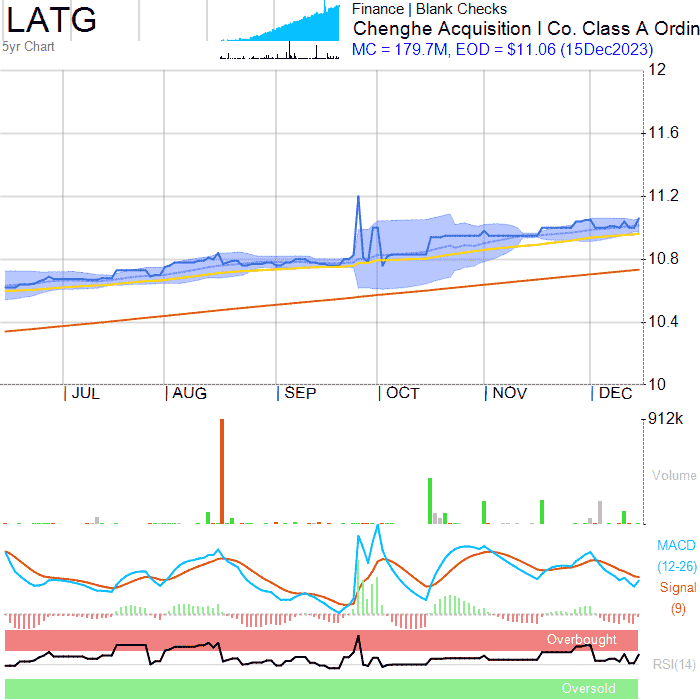 LATG
5yr Chart
Finance | Blank Checks
Chenghe Acquisition I Co. Class A Ordin
MC = 179.7M, EOD = $11.06 (15Dec2023)
12
11.6
11.2
10.8
10.4
10
JUL AUG SEP OCT NOV DEC
912k
Volume
MACD
(12-26)
Signal
(9)
Overbought
RSI(14)
Oversold